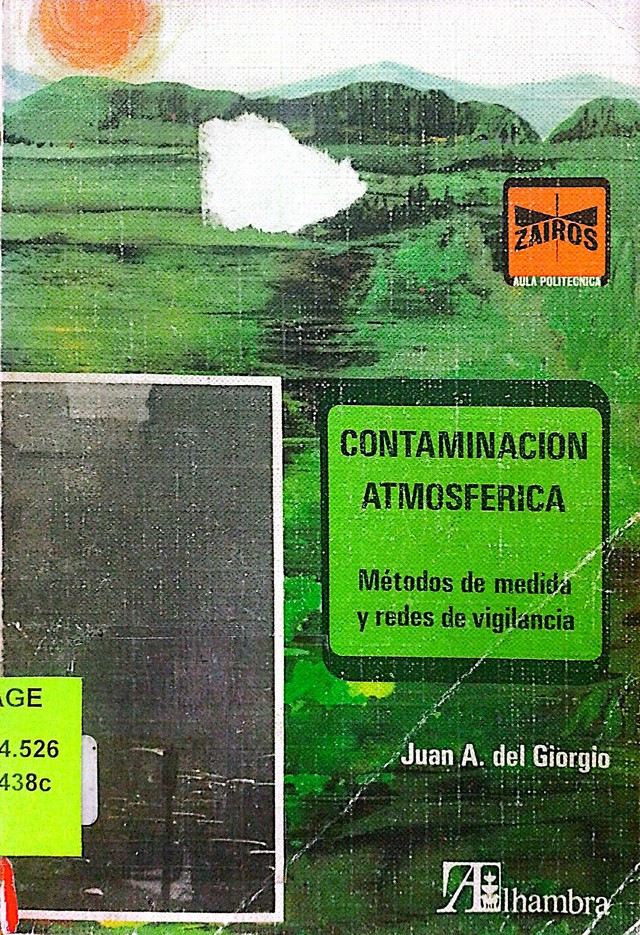 ZAIROS
AULA POLITECNICA
CONTAMINACION
ATMOSFERICA
Métodos de medida
y redes de vigilancia
AGE
4.526
438c
Juan A. del Giorgio
Alhambra